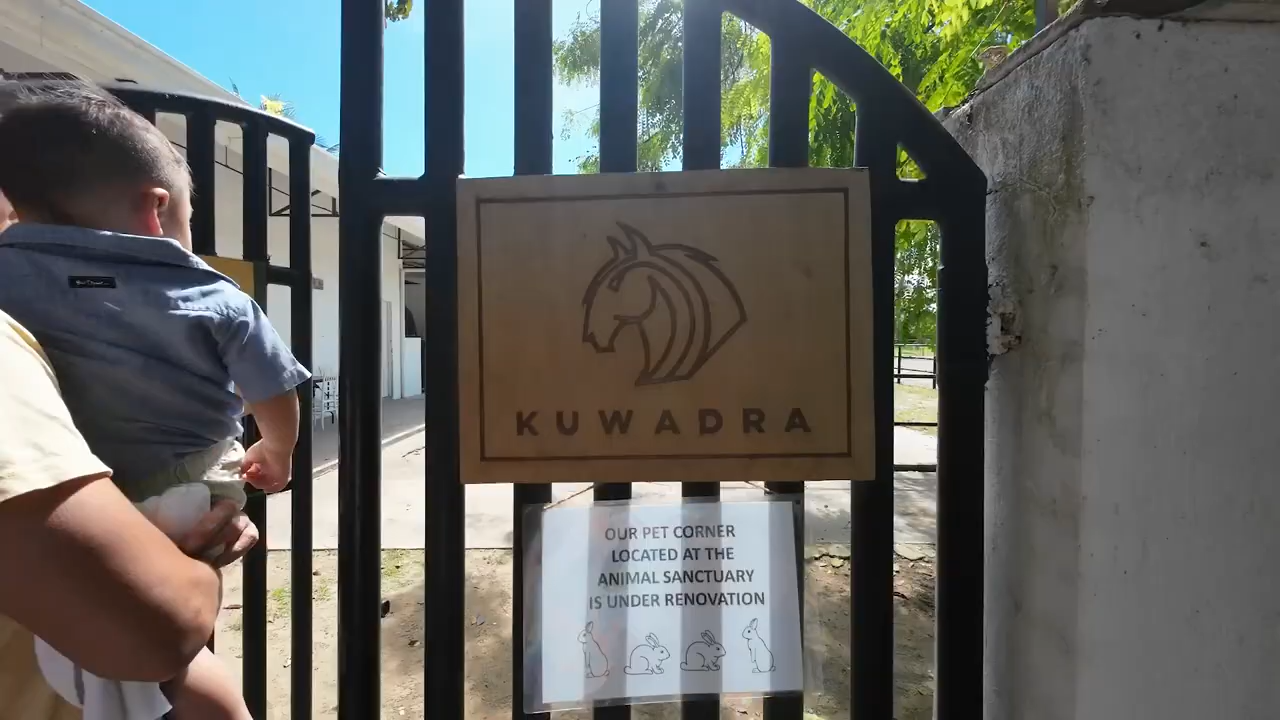 KUWADRA
OUR PET CORNER
LOCATED AT THE
ANIMAL SANCTUARY
IS UNDER RENOVATION